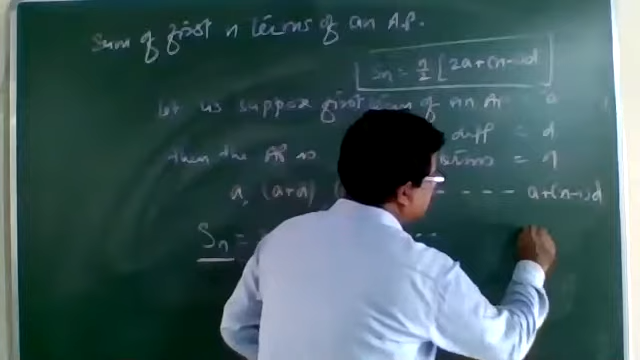 Sum of first n terms of an A.P.
Sn = n/2 [2a+(n-1)d
Let us suppose first term of an AP = a
diff = d
then the AP is terms = n
a, (a+d) ( - --- a+(n-1)d
Sn =